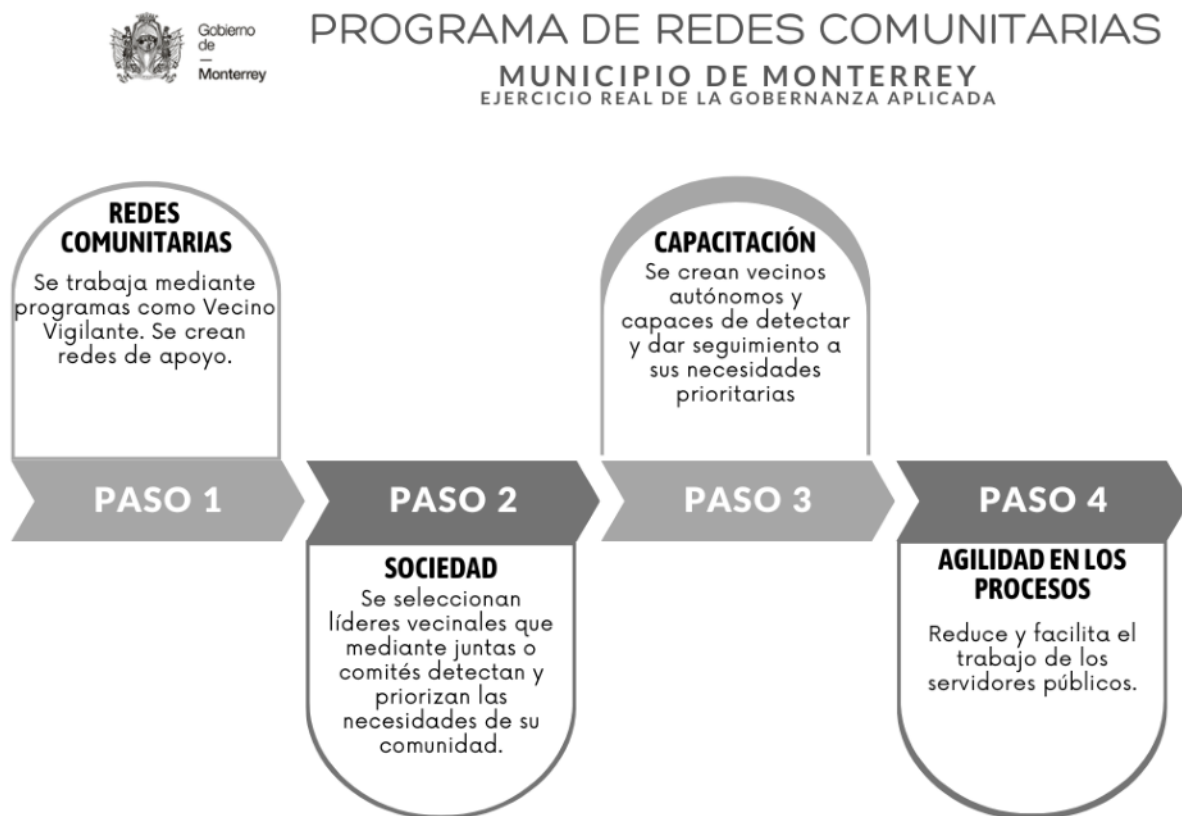 Gobierno
de
—
Monterrey
PROGRAMA DE REDES COMUNITARIAS
MUNICIPIO DE MONTERREY
EJERCICIO REAL DE LA GOBERNANZA APLICADA
REDES
COMUNITARIAS
Se trabaja mediante
programas como Vecino
Vigilante. Se crean
redes de apoyo.
PASO 1
PASO 2
SOCIEDAD
Se seleccionan
líderes vecinales que
mediante juntas o
comités detectan y
priorizan las
necesidades de su
comunidad.
CAPACITACIÓN
Se crean vecinos
autónomos y
capaces de detectar
y dar seguimiento a
sus necesidades
prioritarias
PASO 3
PASO 4
AGILIDAD EN LOS
PROCESOS
Reduce y facilita el
trabajo de los
servidores públicos.